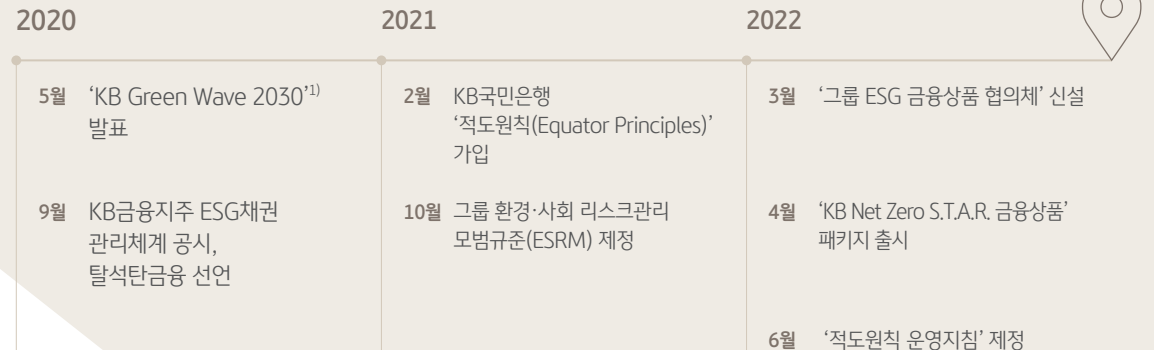 2020
5월 ‘KB Green Wave 2030’1)
발표
9월 KB금융지주 ESG채권
관리체계 공시,
탈석탄금융 선언
2021
2월 KB국민은행
‘적도원칙(Equator Principles)’
가입
10월 그룹 환경·사회 리스크관리
모범규준(ESRM) 제정
2022
3월 ‘그룹 ESG 금융상품 협의체’ 신설
4월 ‘KB Net Zero S.T.A.R. 금융상품’
패키지 출시
6월 ‘적도원칙 운영지침’ 제정